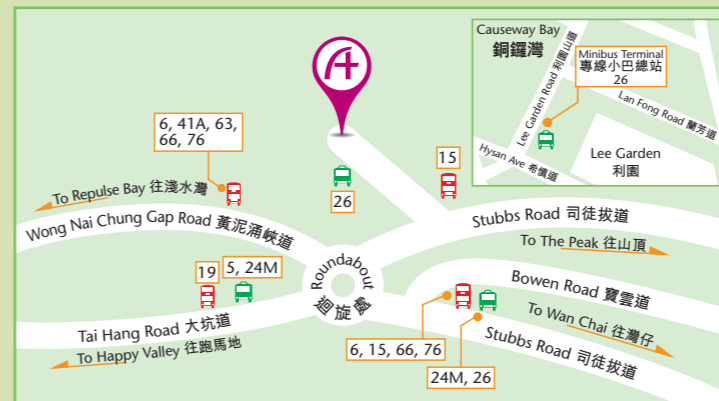 Causeway Bay
銅鑼灣
Minibus Terminal
專線小巴總站
26
Lee Garden Road 利園山道
Lan Fong Road 蘭芳道
Hysan Ave 希慎道
Lee Garden
利園
6, 41A, 63,
66, 76
15
26
To Repulse Bay 往淺水灣
Wong Nai Chung Gap Road 黃泥涌峽道
Stubbs Road 司徒拔道
To The Peak 往山頂
Roundabout
迴旋處
19
5, 24M
Bowen Road 寶雲道
Tai Hang Road 大坑道
To Wan Chai 往灣仔
To Happy Valley 往跑馬地
6, 15, 66, 76
Stubbs Road 司徒拔道
24M, 26